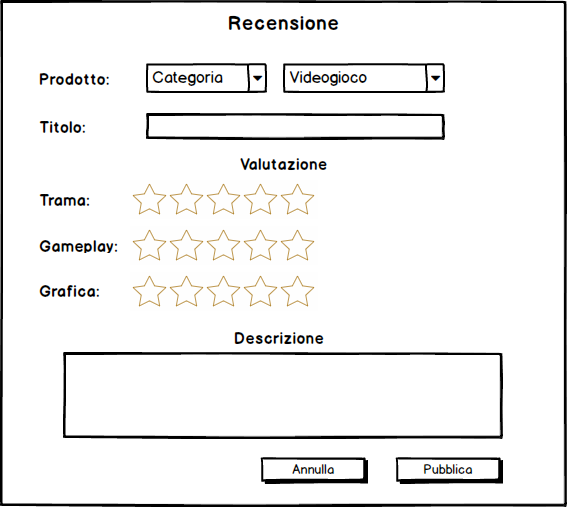 Recensione
Prodotto: Categoria Videogioco
Titolo:
Valutazione
Trama:
Gameplay:
Grafica:
Descrizione
Annulla Pubblica